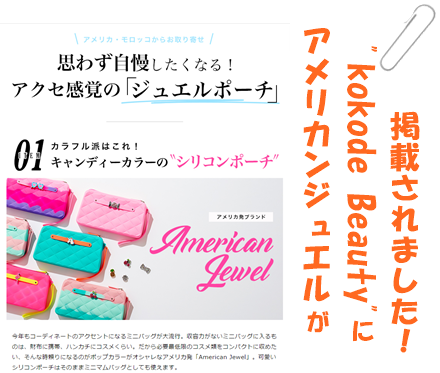 アメリカ・モロッコからお取り寄せ
思わず自慢したくなる！
アクセ感覚の「ジュエルポーチ」
ITEM
01
カラフル派はこれ！
キャンディーカラーの〝シリコンポーチ〟
アメリカ発ブランド
American
Jewel
今年もコーディネートのアクセントになるミニバッグが大流行。収容力がないミニバッグに入るも
のは、財布に携帯、ハンカチにコスメくらい。だから必要最低限のコスメ類をコンパクトに収めた
い、そんな時頼りになるのがポップカラーがオシャレなアメリカ発「American Jewel」。可愛い
シリコンポーチはそのままミニマムバッグとしても使えます。
アメリカンジュエルが
"kokode Beauty"に
掲載されました！